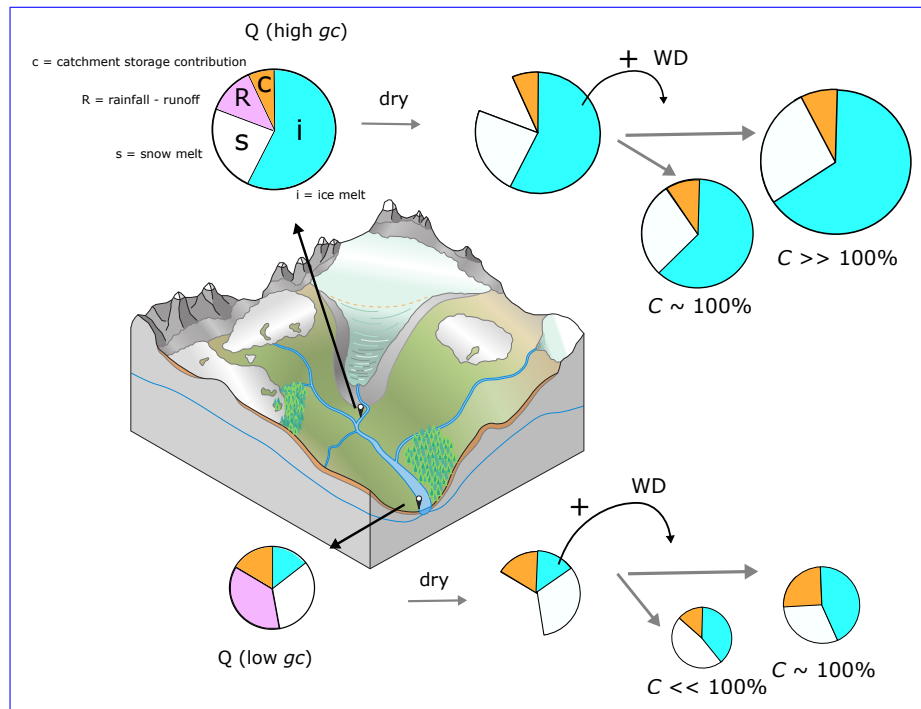 Q (high gc)
c = catchment storage contribution
R = rainfall - runoff
s = snow melt
i = ice melt
c
R
s
i
dry
+ WD
C ~ 100%
C >> 100%
Q (low gc)
dry
+ WD
C << 100%
C ~ 100%